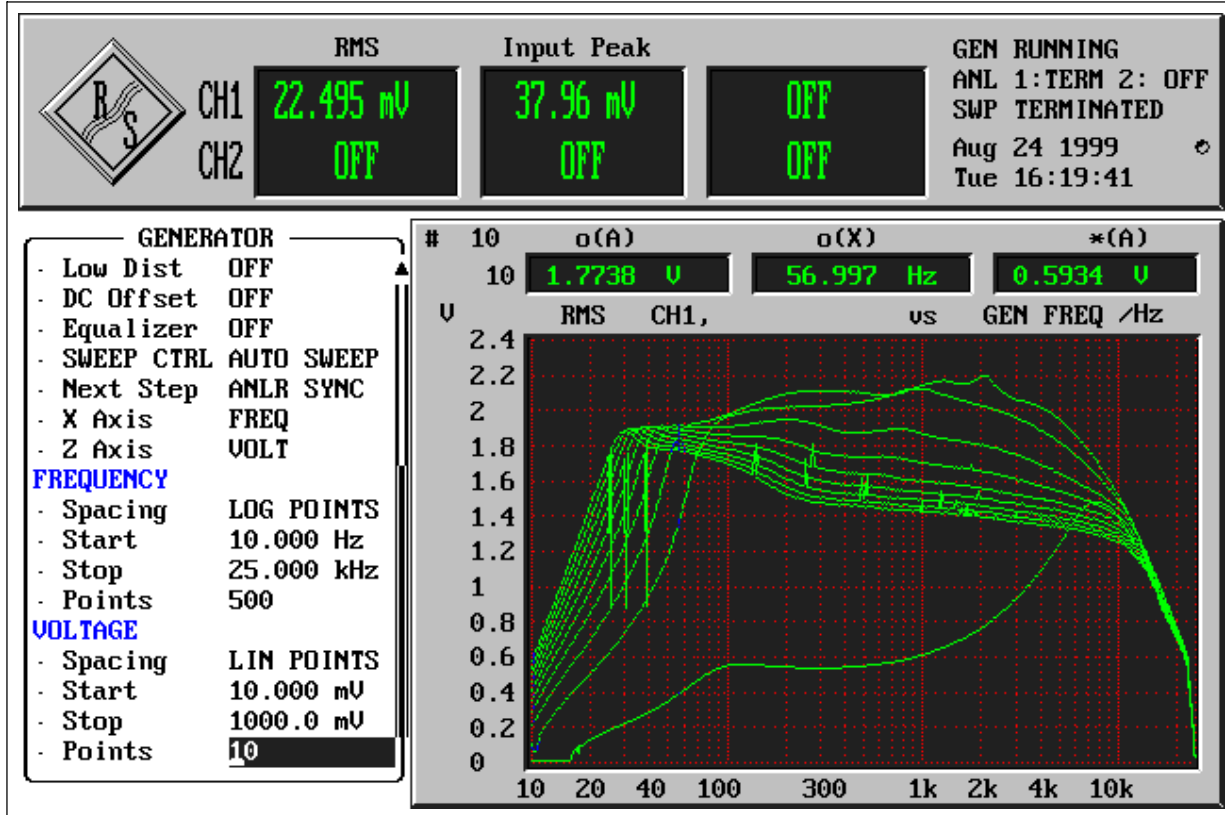 RMS Input Peak
R
S
CH1 22.495 mV 37.96 mV OFF
CH2 OFF OFF OFF
GEN RUNNING
ANL 1:TERM 2: OFF
SWP TERMINATED
Aug 24 1999
Tue 16:19:41
GENERATOR
· Low Dist OFF
· DC Offset OFF
· Equalizer OFF
· SWEEP CTRL AUTO SWEEP
· Next Step ANLR SYNC
· X Axis FREQ
· Z Axis VOLT
FREQUENCY
· Spacing LOG POINTS
· Start 10.000 Hz
· Stop 25.000 kHz
· Points 500
VOLTAGE
· Spacing LIN POINTS
· Start 10.000 mV
· Stop 1000.0 mV
· Points 10
# 10 o(A) o(X) *(A)
10 1.7738 V 56.997 Hz 0.5934 V
V RMS CH1, vs GEN FREQ /Hz
2.4
2.2
2
1.8
1.6
1.4
1.2
1
0.8
0.6
0.4
0.2
0
10 20 40 100 300 1k 2k 4k 10k